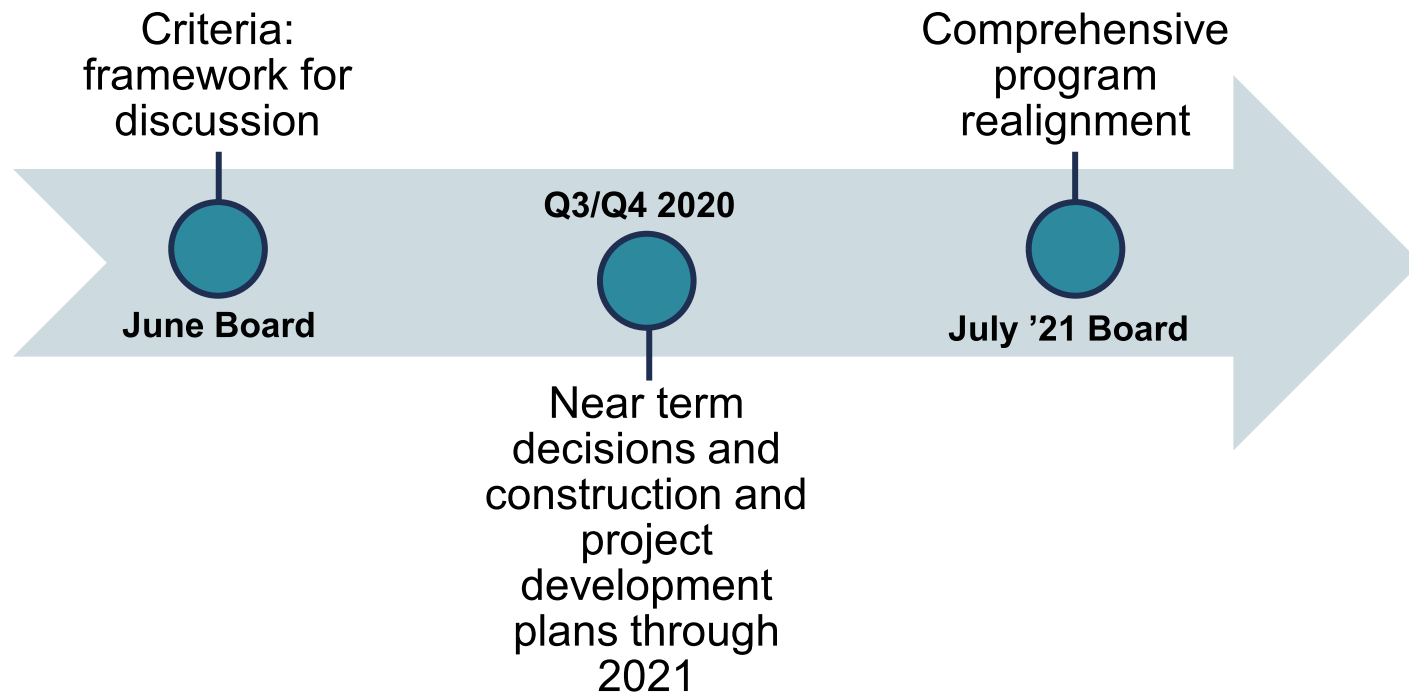 Criteria:
framework for
discussion
June Board
Q3/Q4 2020
Near term
decisions and
construction and
project
development
plans through
2021
Comprehensive
program
realignment
July ’21 Board